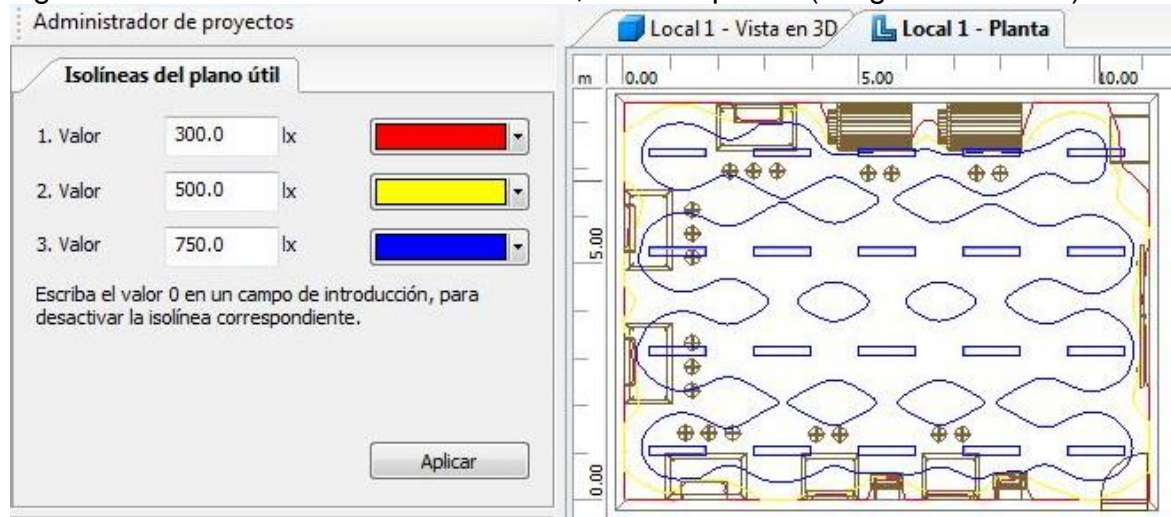 Administrador de proyectos
Isolíneas del plano útil
1. Valor 300.0 lx
2. Valor 500.0 lx
3. Valor 750.0 lx
Escriba el valor 0 en un campo de introducción, para
desactivar la isolínea correspondiente.
Aplicar
Local 1 - Vista en 3D Local 1 - Planta
m 0.00 5.00 10.00
5.00
0.00